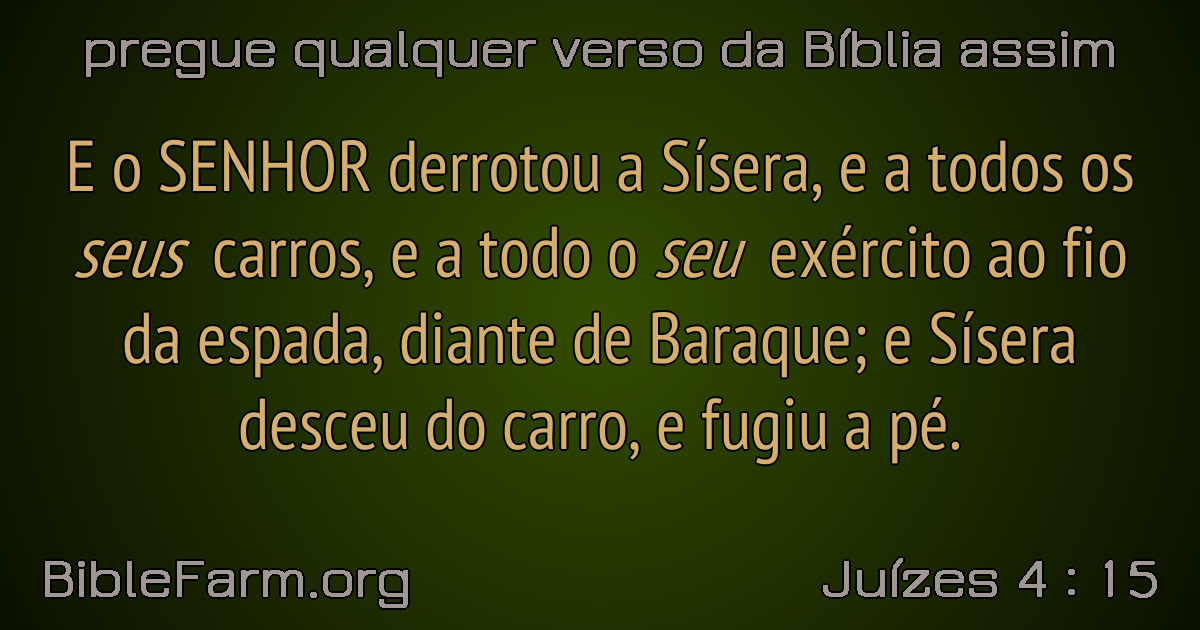 pregue qualquer verso da Bíblia assim
E o SENHOR derrotou a Sísera, e a todos os
seus carros, e a todo o seu exército ao fio
da espada, diante de Baraque; e Sísera
desceu do carro, e fugiu a pé.
BibleFarm.org
Juízes 4 : 15